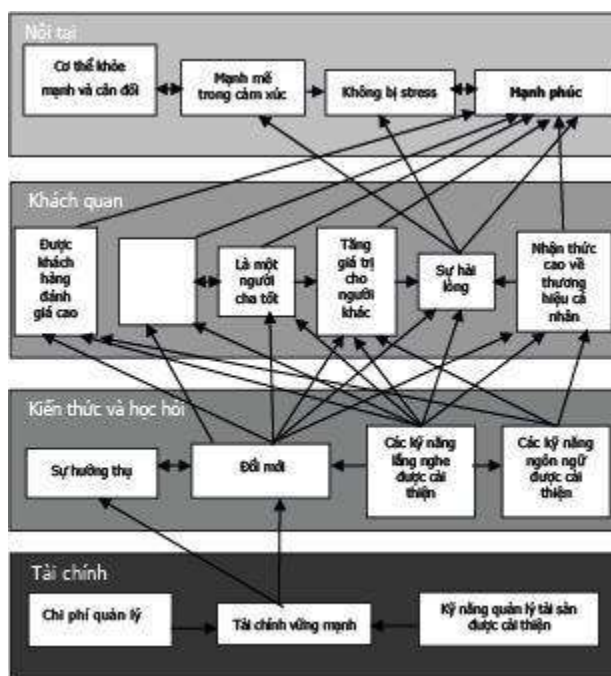 Nội tại
Cơ thể khỏe
mạnh và cân đối
Mạnh mẽ
trong cảm xúc
Không bị stress
Hạnh phúc
Khách quan
Được
khách
hàng
đánh
giá cao
Là một
người
cha tốt
Tăng
giá trị
cho
người
khác
Sự hài
lòng
Nhận thức
cao về
thương
hiệu cá
nhân
Kiến thức và học hỏi
Sự hưởng thụ
Đổi mới
Các kỹ năng
lắng nghe
được cải
thiện
Các kỹ năng
ngôn ngữ
được cải
thiện
Tài chính
Chi phí quản lý
Tài chính vững mạnh
Kỹ năng quản lý tài sản
được cải thiện